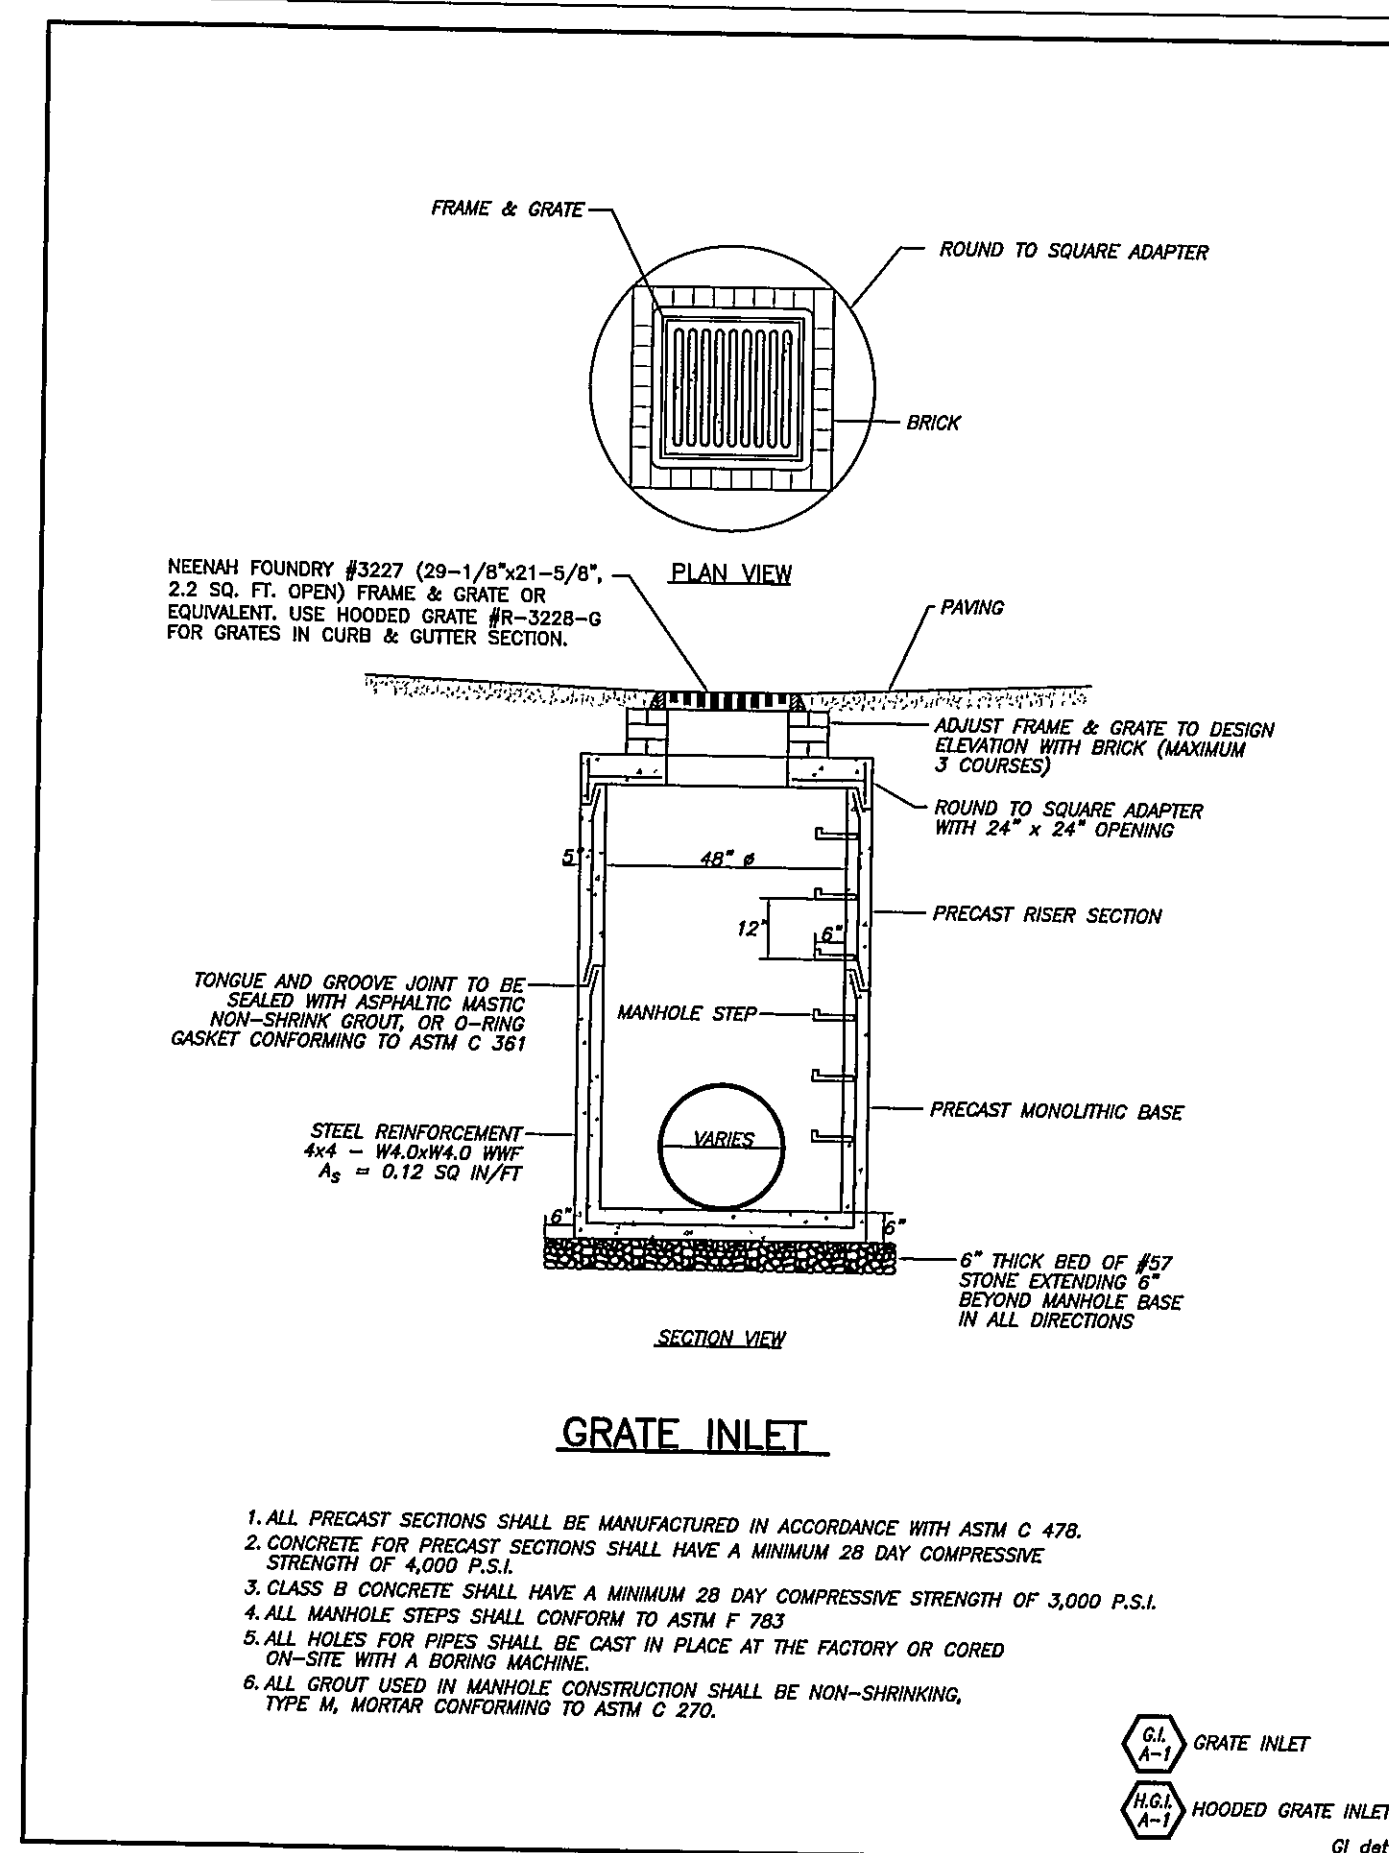 FRAME & GRATE
ROUND TO SQUARE ADAPTER
BRICK
PLAN VIEW
NEENAH FOUNDRY #3227 (29-1/8"x21-5/8",
2.2 SQ. FT. OPEN) FRAME & GRATE OR
EQUIVALENT. USE HOODED GRATE #R-3228-G
FOR GRATES IN CURB & GUTTER SECTION.
PAVING
ADJUST FRAME & GRATE TO DESIGN
ELEVATION WITH BRICK (MAXIMUM
3 COURSES)
ROUND TO SQUARE ADAPTER
WITH 24" x 24" OPENING
5"
48" ø
PRECAST RISER SECTION
12"
6"
TONGUE AND GROOVE JOINT TO BE
SEALED WITH ASPHALTIC MASTIC
NON-SHRINK GROUT, OR O-RING
GASKET CONFORMING TO ASTM C 361
MANHOLE STEP
PRECAST MONOLITHIC BASE
STEEL REINFORCEMENT
4x4 - W4.0xW4.0 WWF
AS = 0.12 SQ IN/FT
VARIES
6"
6"
6" THICK BED OF #57
STONE EXTENDING 6"
BEYOND MANHOLE BASE
IN ALL DIRECTIONS
SECTION VIEW
GRATE INLET
1. ALL PRECAST SECTIONS SHALL BE MANUFACTURED IN ACCORDANCE WITH ASTM C 478.
2. CONCRETE FOR PRECAST SECTIONS SHALL HAVE A MINIMUM 28 DAY COMPRESSIVE
STRENGTH OF 4,000 P.S.I.
3. CLASS B CONCRETE SHALL HAVE A MINIMUM 28 DAY COMPRESSIVE STRENGTH OF 3,000 P.S.I.
4. ALL MANHOLE STEPS SHALL CONFORM TO ASTM F 783
5. ALL HOLES FOR PIPES SHALL BE CAST IN PLACE AT THE FACTORY OR CORED
ON-SITE WITH A BORING MACHINE.
6. ALL GROUT USED IN MANHOLE CONSTRUCTION SHALL BE NON-SHRINKING,
TYPE M, MORTAR CONFORMING TO ASTM C 270.
G.I.
A-1
GRATE INLET
H.G.I.
A-1
HOODED GRATE INLET
GI det